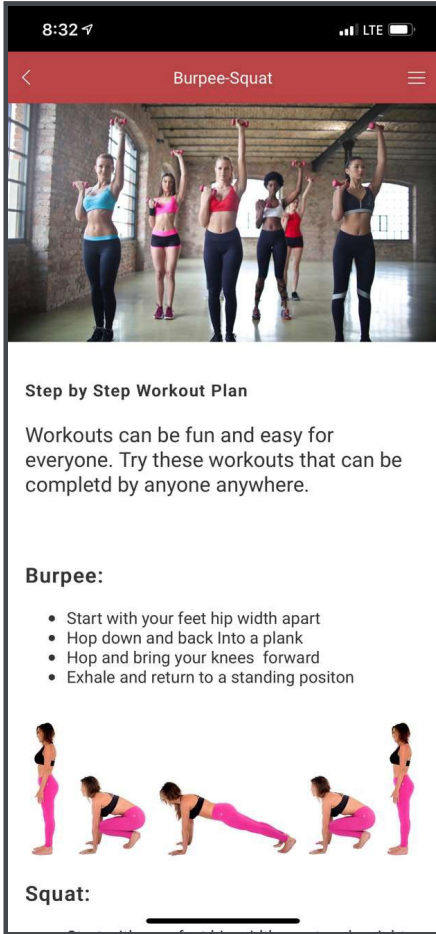 8:32 LTE
Burpee-Squat
Step by Step Workout Plan
Workouts can be fun and easy for
everyone. Try these workouts that can be
completd by anyone anywhere.
Burpee:
• Start with your feet hip width apart
• Hop down and back Into a plank
• Hop and bring your knees  forward
• Exhale and return to a standing positon
Squat: